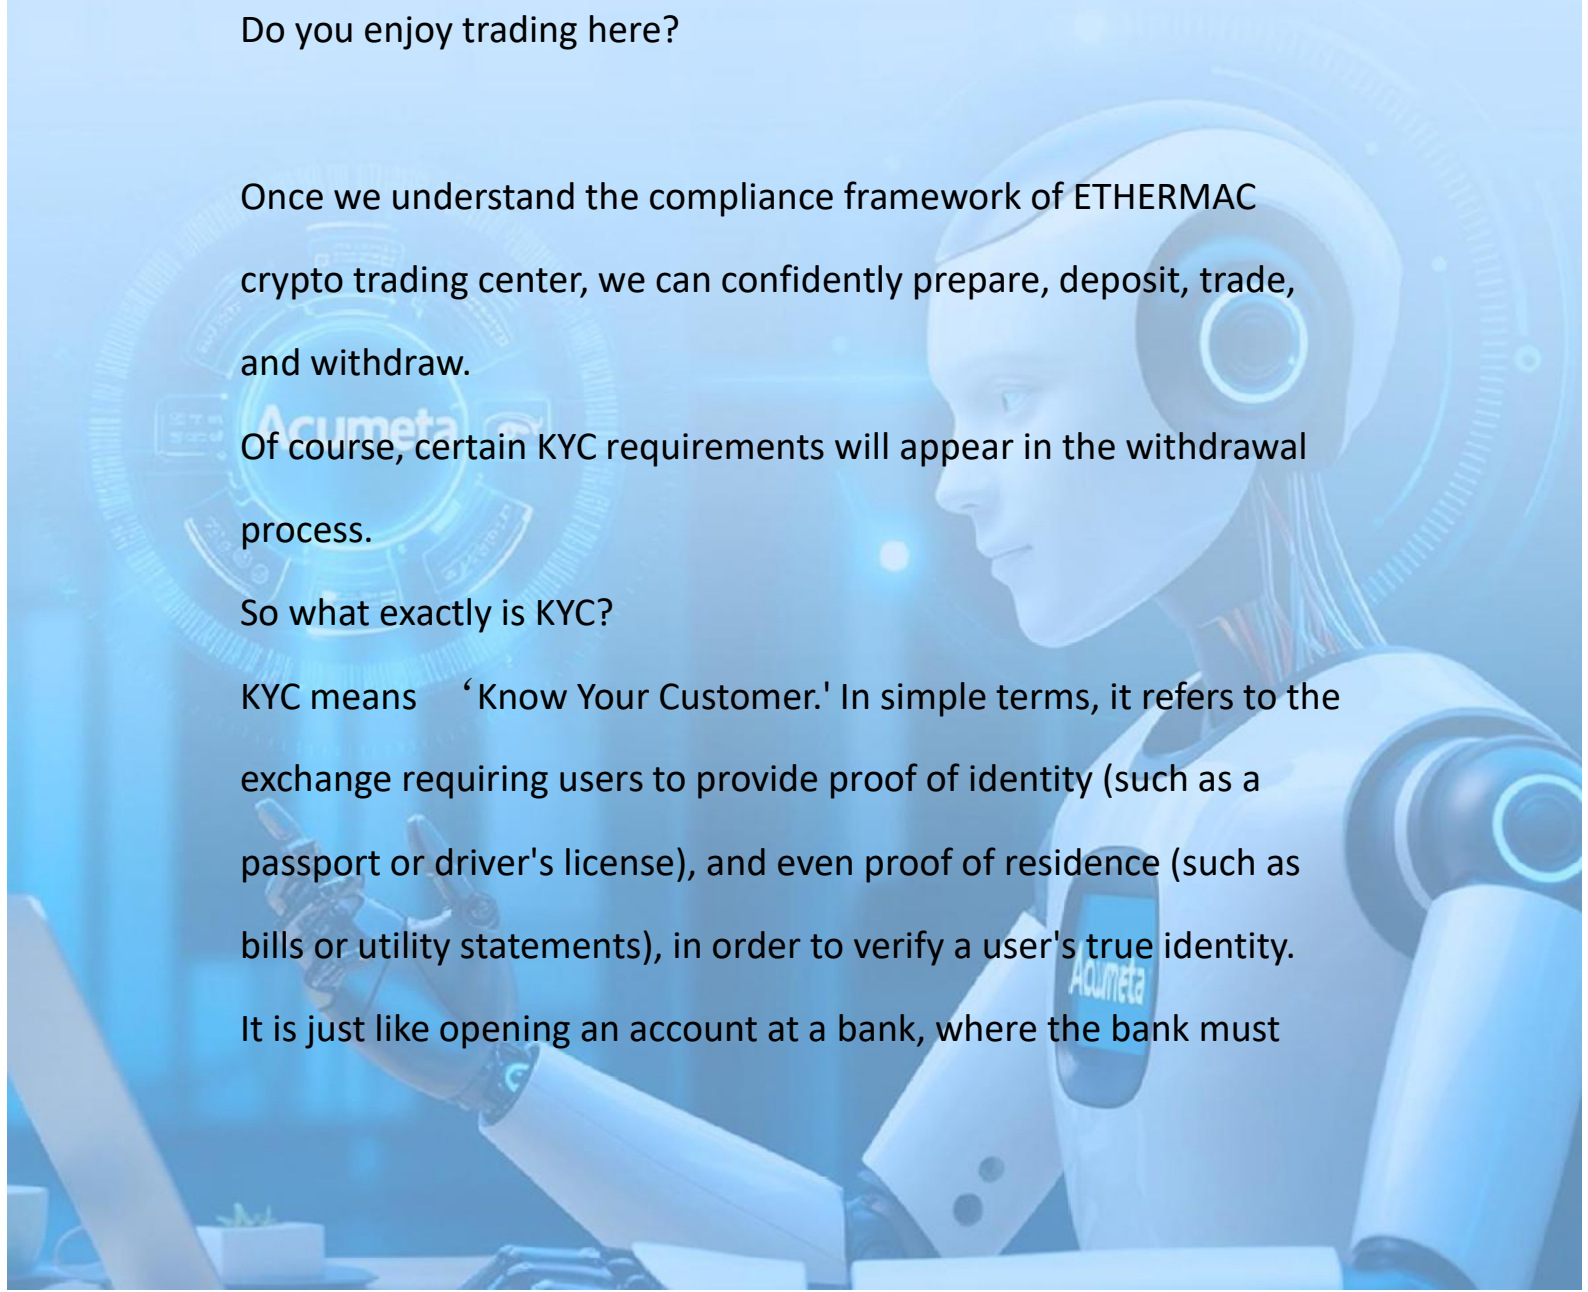 Do you enjoy trading here?
Once we understand the compliance framework of ETHERMAC
crypto trading center, we can confidently prepare, deposit, trade,
and withdraw.
Acumeta
Of course, certain KYC requirements will appear in the withdrawal
process.
So what exactly is KYC?
KYC means ‘Know Your Customer.' In simple terms, it refers to the
exchange requiring users to provide proof of identity (such as a
passport or driver's license), and even proof of residence (such as
bills or utility statements), in order to verify a user's true identity.
Acumeta
It is just like opening an account at a bank, where the bank must